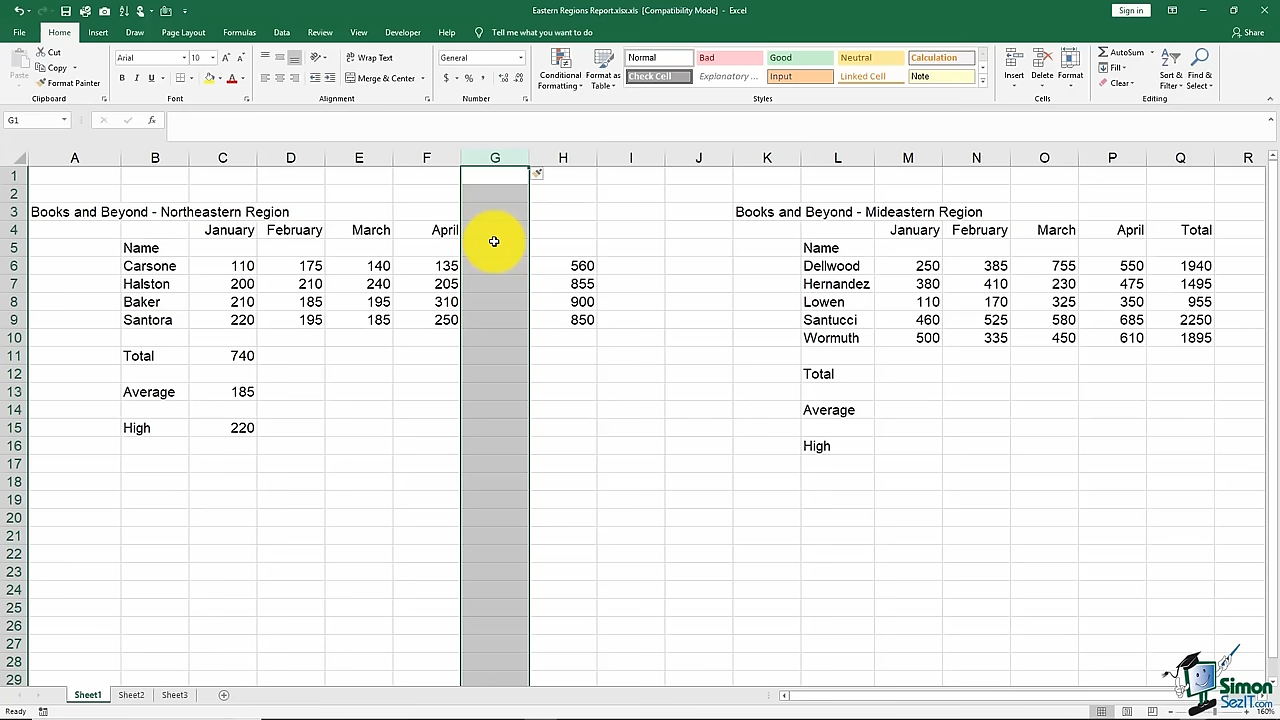 Eastern Regions Report.xlsx.xls [Compatibility Mode] - Excel
Sign in
File Home Insert Draw Page Layout Formulas Data Review View Developer Help Tell me what you want to do Share
Paste
Cut
Copy
Format Painter
Clipboard
Arial 10
B I U
Font
Wrap Text
Merge & Center
Alignment
General
$ % ,
Number
Conditional Formatting
Format as Table
Normal Bad Good Neutral Calculation
Check Cell Explanatory ... Input Linked Cell Note
Styles
Insert Delete Format
Cells
AutoSum
Fill
Clear
Sort & Filter
Find & Select
Editing
G1 fx
A B C D E F G H I J K L M N O P Q R
1
2
3 Books and Beyond - Northeastern Region Books and Beyond - Mideastern Region
4 January February March April January February March April Total
5 Name Name
6 Carsone 110 175 140 135 560 Dellwood 250 385 755 550 1940
7 Halston 200 210 240 205 855 Hernandez 380 410 230 475 1495
8 Baker 210 185 195 310 900 Lowen 110 170 325 350 955
9 Santora 220 195 185 250 850 Santucci 460 525 580 685 2250
10 Wormuth 500 335 450 610 1895
11 Total 740
12 Total
13 Average 185
14 Average
15 High 220
16 High
17
18
19
20
21
22
23
24
25
26
27
28
29
Sheet1 Sheet2 Sheet3
Ready
160%
Simon
SezIT.com